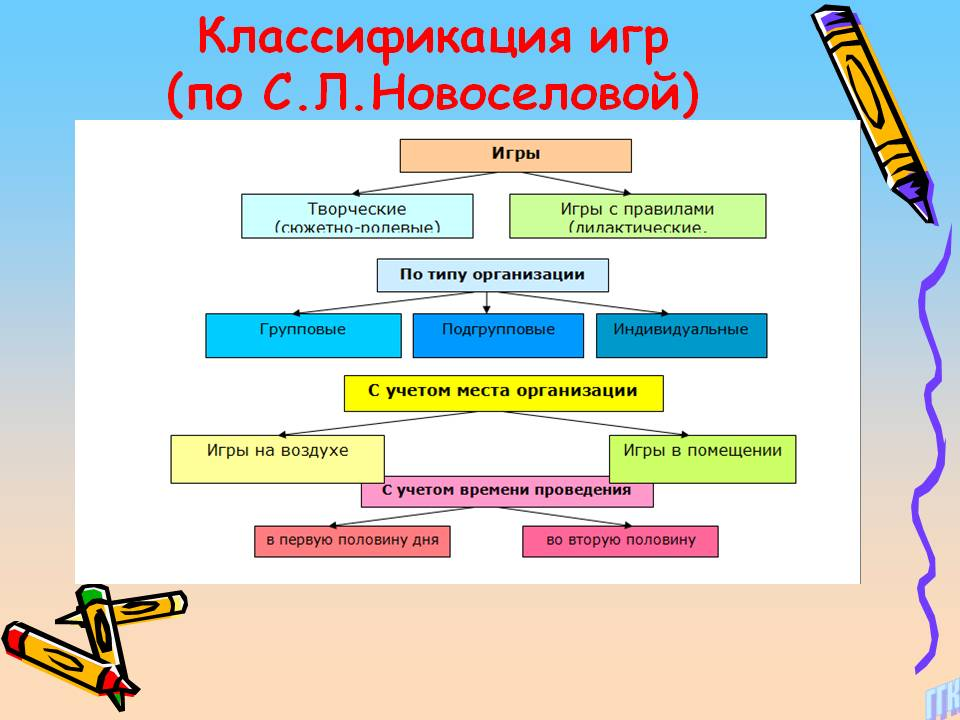 Классификация игр
(по С.Л.Новоселовой)
Игры
Творческие
(сюжетно-ролевые)
Игры с правилами
(дидактические.
По типу организации
Групповые
Подгрупповые
Индивидуальные
С учетом места организации
Игры на воздухе
Игры в помещении
С учетом времени проведения
в первую половину дня
во вторую половину
ГГК